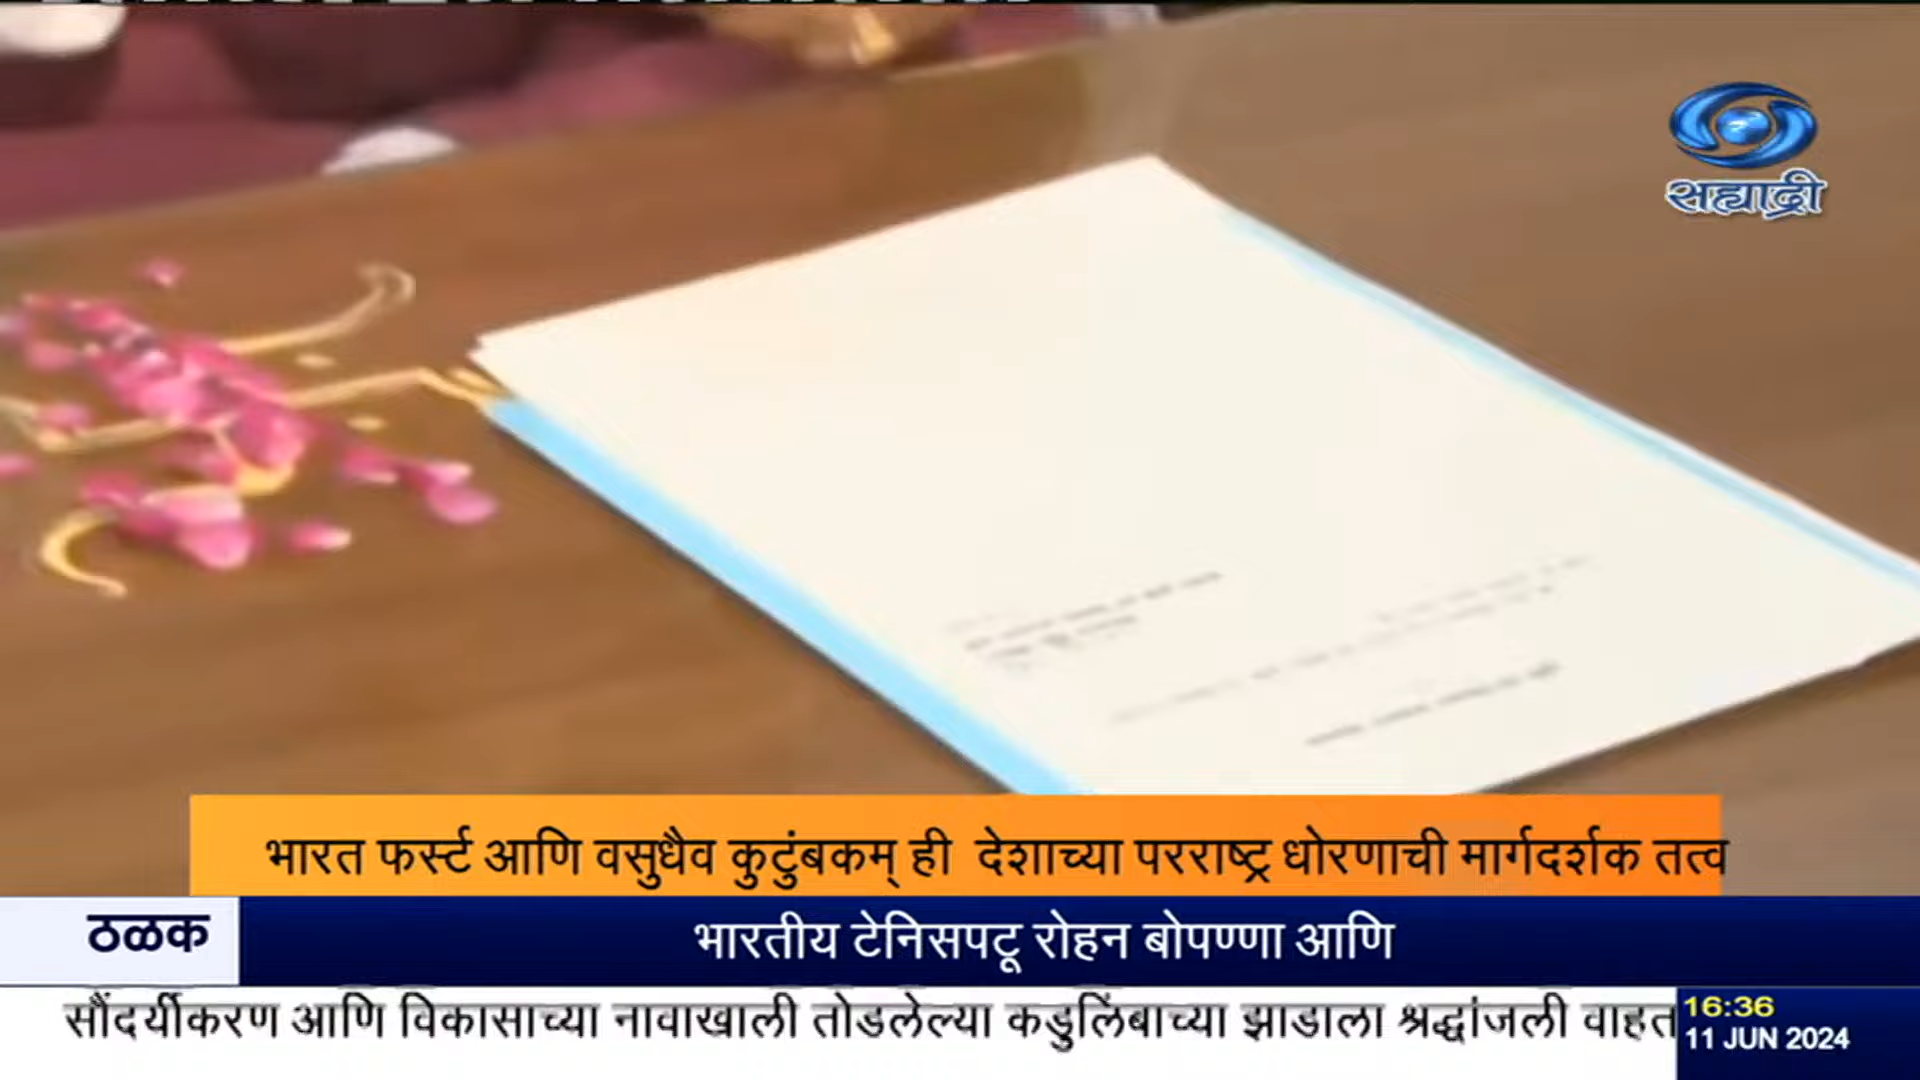 सह्याद्री
भारत फर्स्ट आणि वसुधैव कुटुंबकम् ही देशाच्या परराष्ट्र धोरणाची मार्गदर्शक तत्व
ठळक
भारतीय टेनिसपटू रोहन बोपण्णा आणि
सौंदर्यीकरण आणि विकासाच्या नावाखाली तोडलेल्या कडुलिंबाच्या झाडाला श्रद्धांजली वाहत
16:36
11 JUN 2024